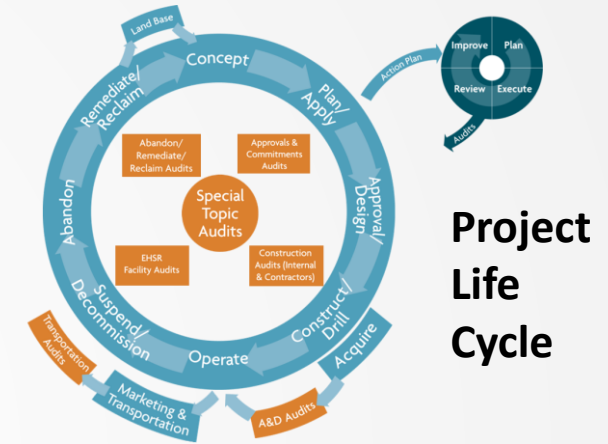 Land Base
Concept
Plan/
Apply
Approval/
Design
Construct/
Drill
Operate
Suspend/
Decommission
Abandon
Remediate/
Reclaim
Acquire
A&D Audits
Marketing &
Transportation
Transportation
Audits
Abandon/
Remediate/
Reclaim Audits
Approvals &
Commitments
Audits
Special
Topic
Audits
EHSR
Facility Audits
Construction
Audits (Internal
& Contractors)
Action Plan
Improve
Plan
Review
Execute
Audits
Project
Life
Cycle